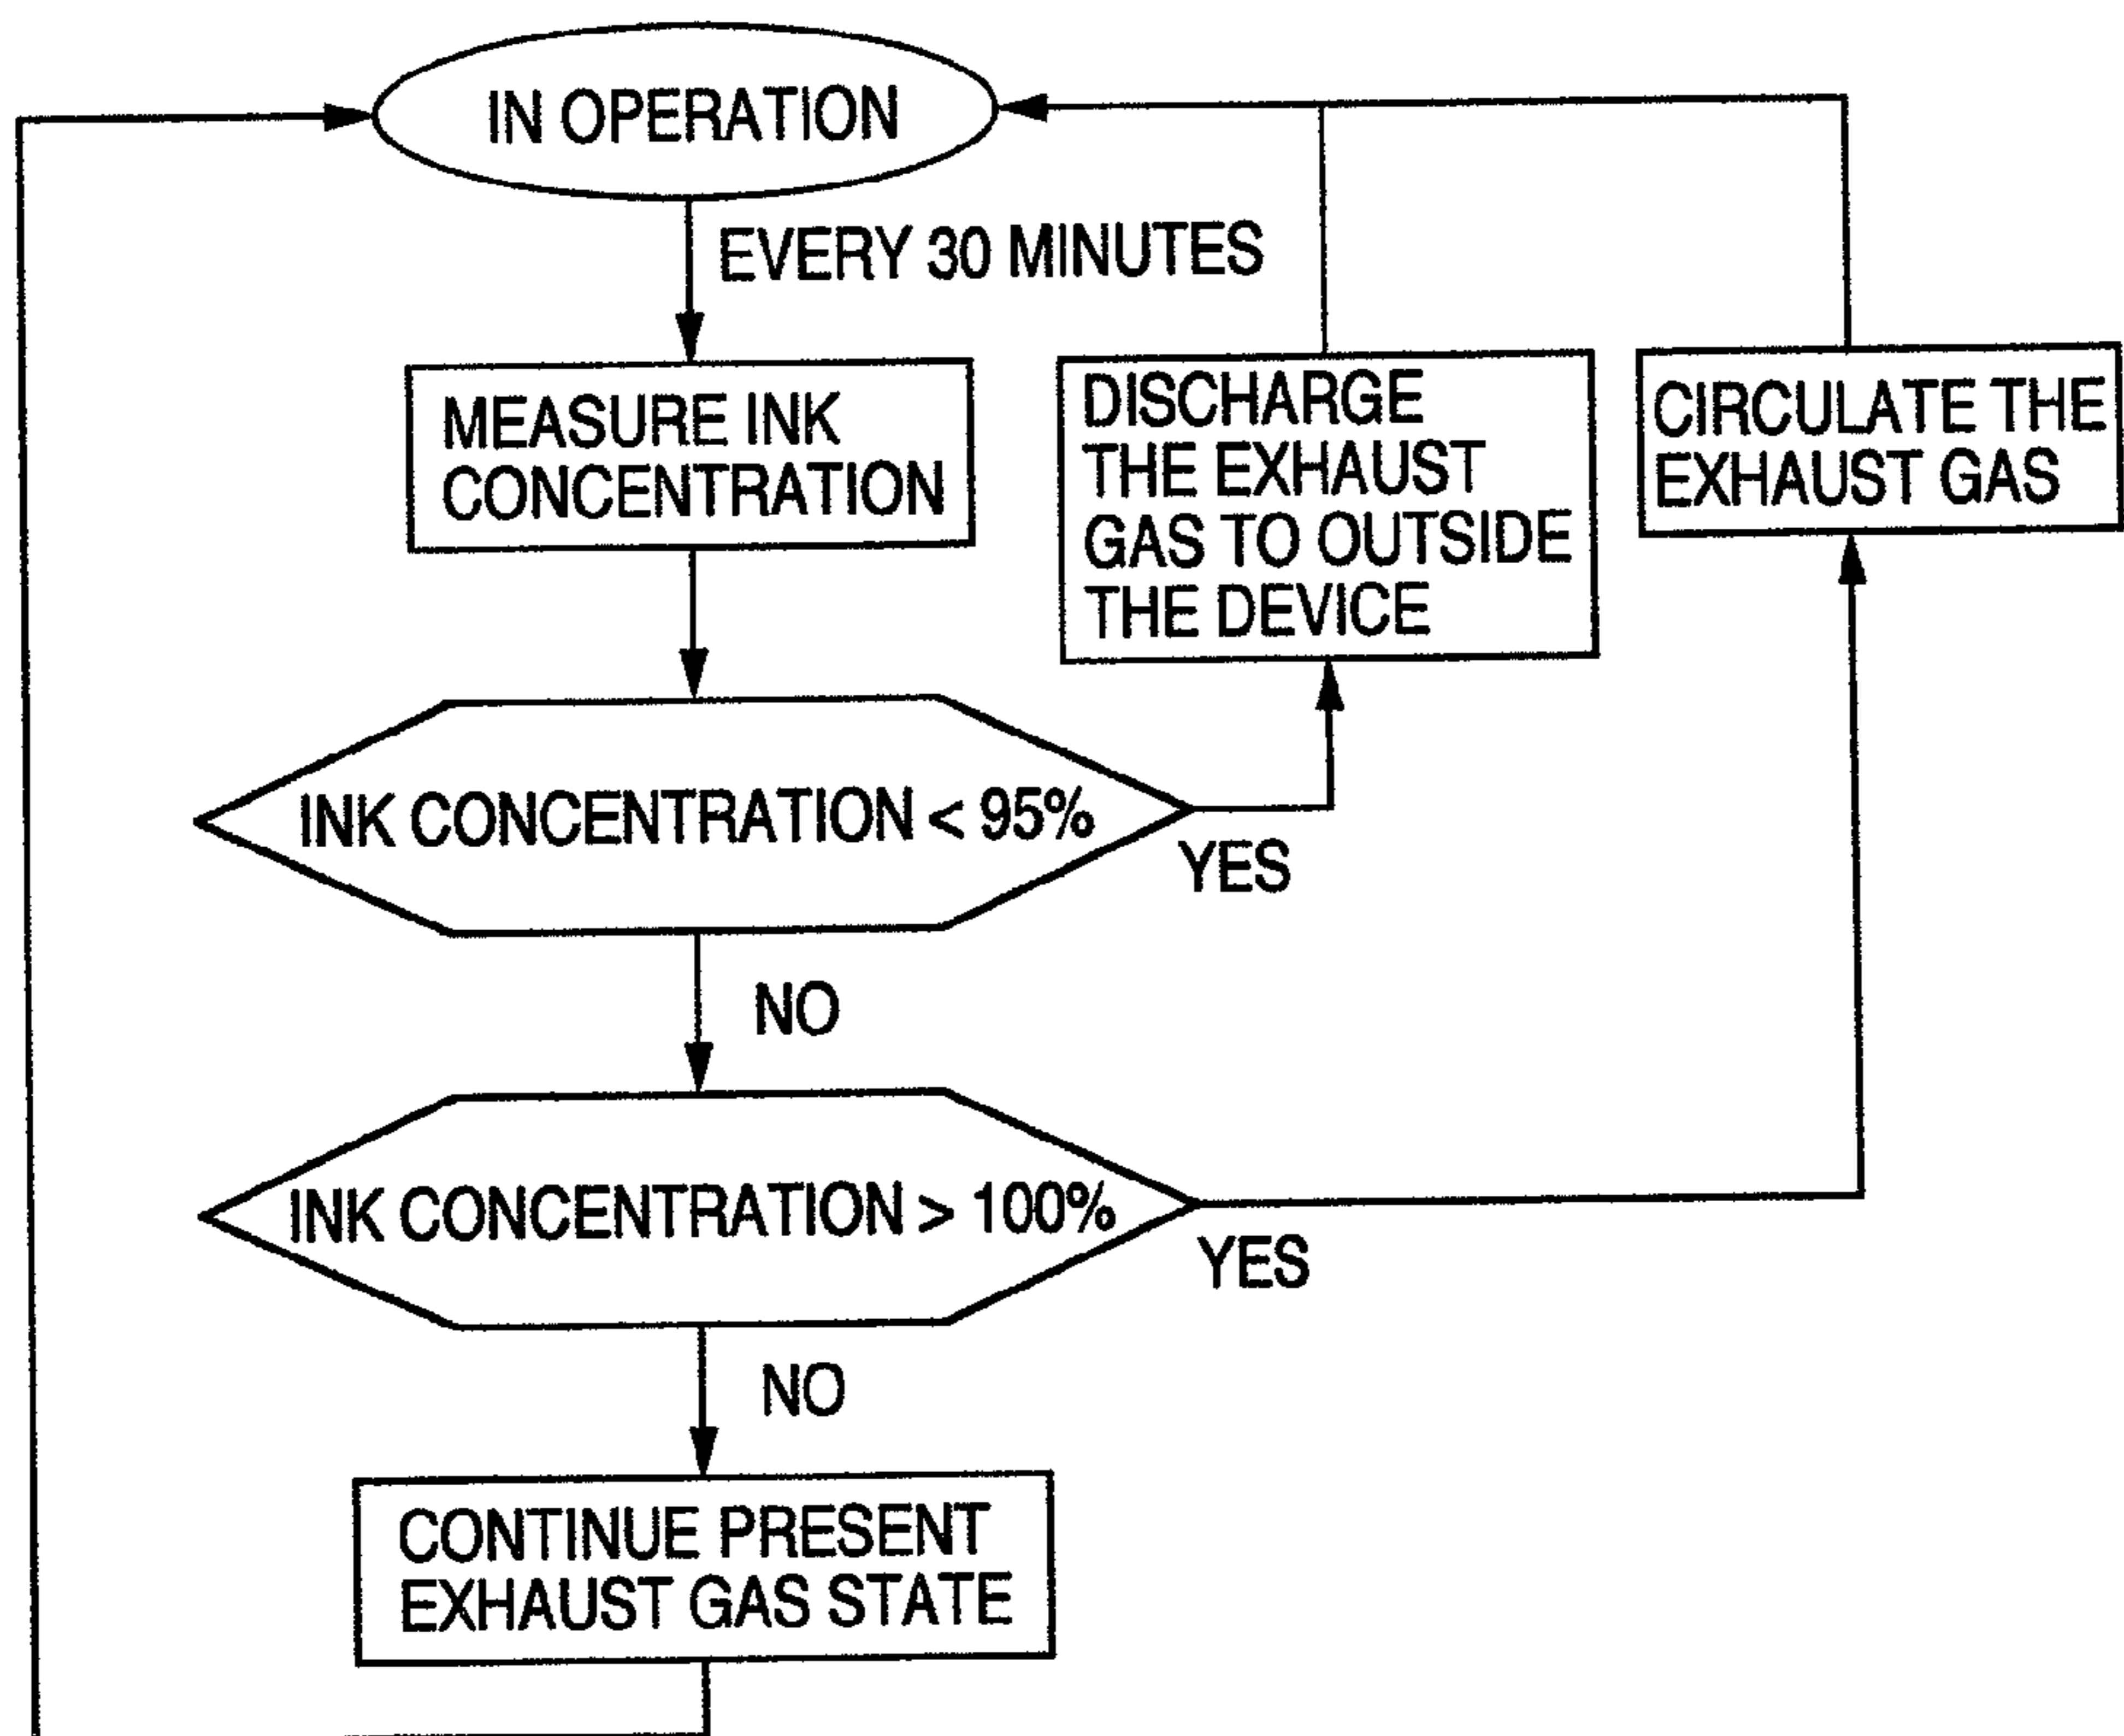 IN OPERATION
EVERY 30 MINUTES
MEASURE INK
CONCENTRATION
DISCHARGE
THE EXHAUST
GAS TO OUTSIDE
THE DEVICE
CIRCULATE THE
EXHAUST GAS
INK CONCENTRATION < 95%
YES
NO
INK CONCENTRATION > 100%
YES
NO
CONTINUE PRESENT
EXHAUST GAS STATE